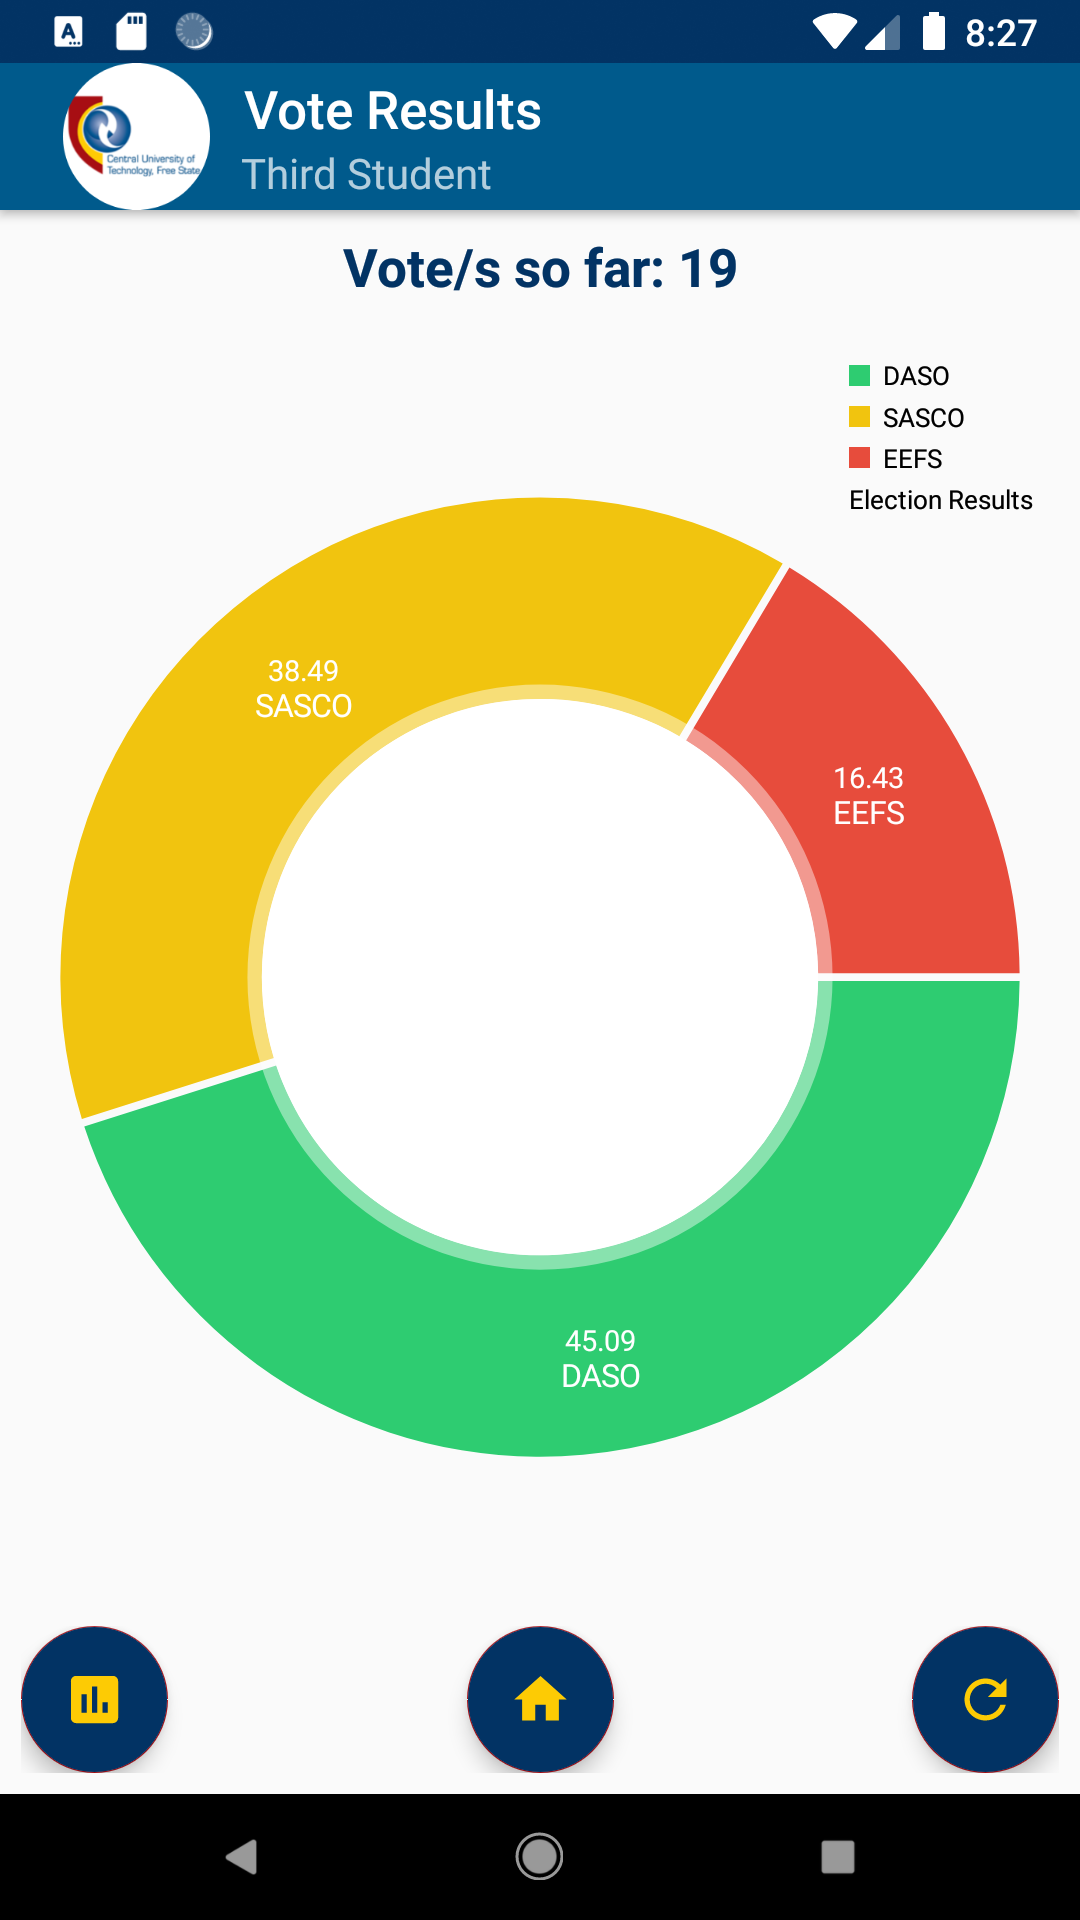 8:27
Vote Results
Third Student
Central University of
Technology, Free State
Vote/s so far: 19
DASO
SASCO
EEFS
Election Results
38.49
SASCO
16.43
EEFS
45.09
DASO